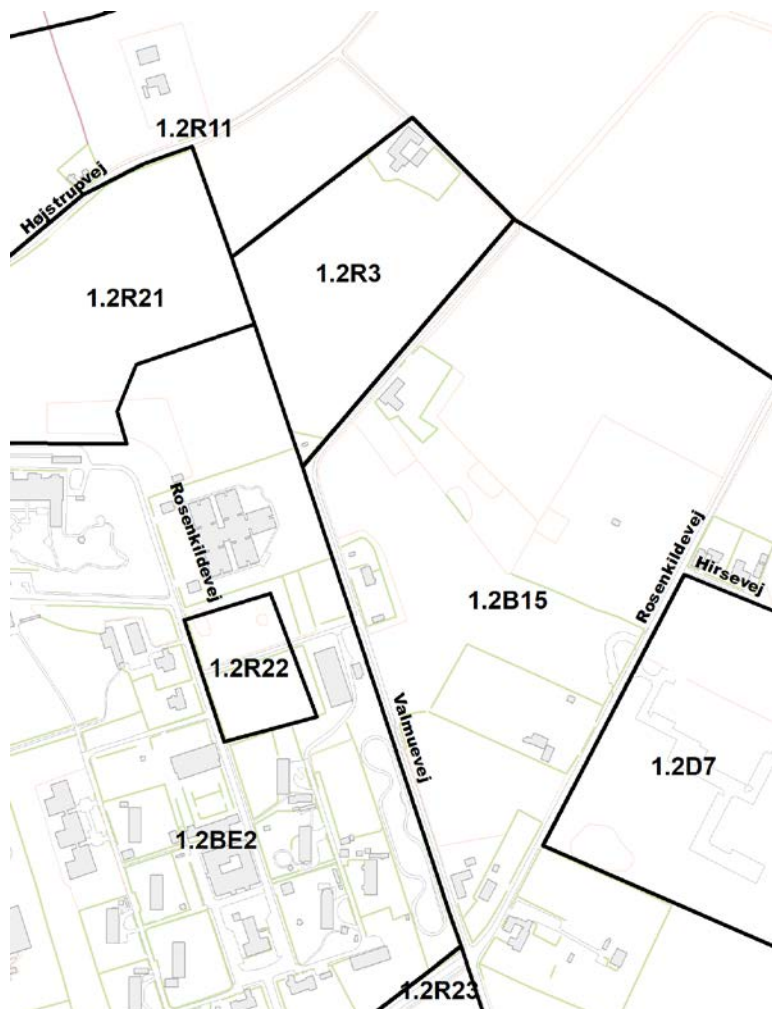 1.2R11
Højstrupvej
1.2R3
1.2R21
Rosenkildevej
Rosenkildevej
Hirsevej
1.2B15
1.2R22
Valmuevej
1.2D7
1.2BE2
1.2R23